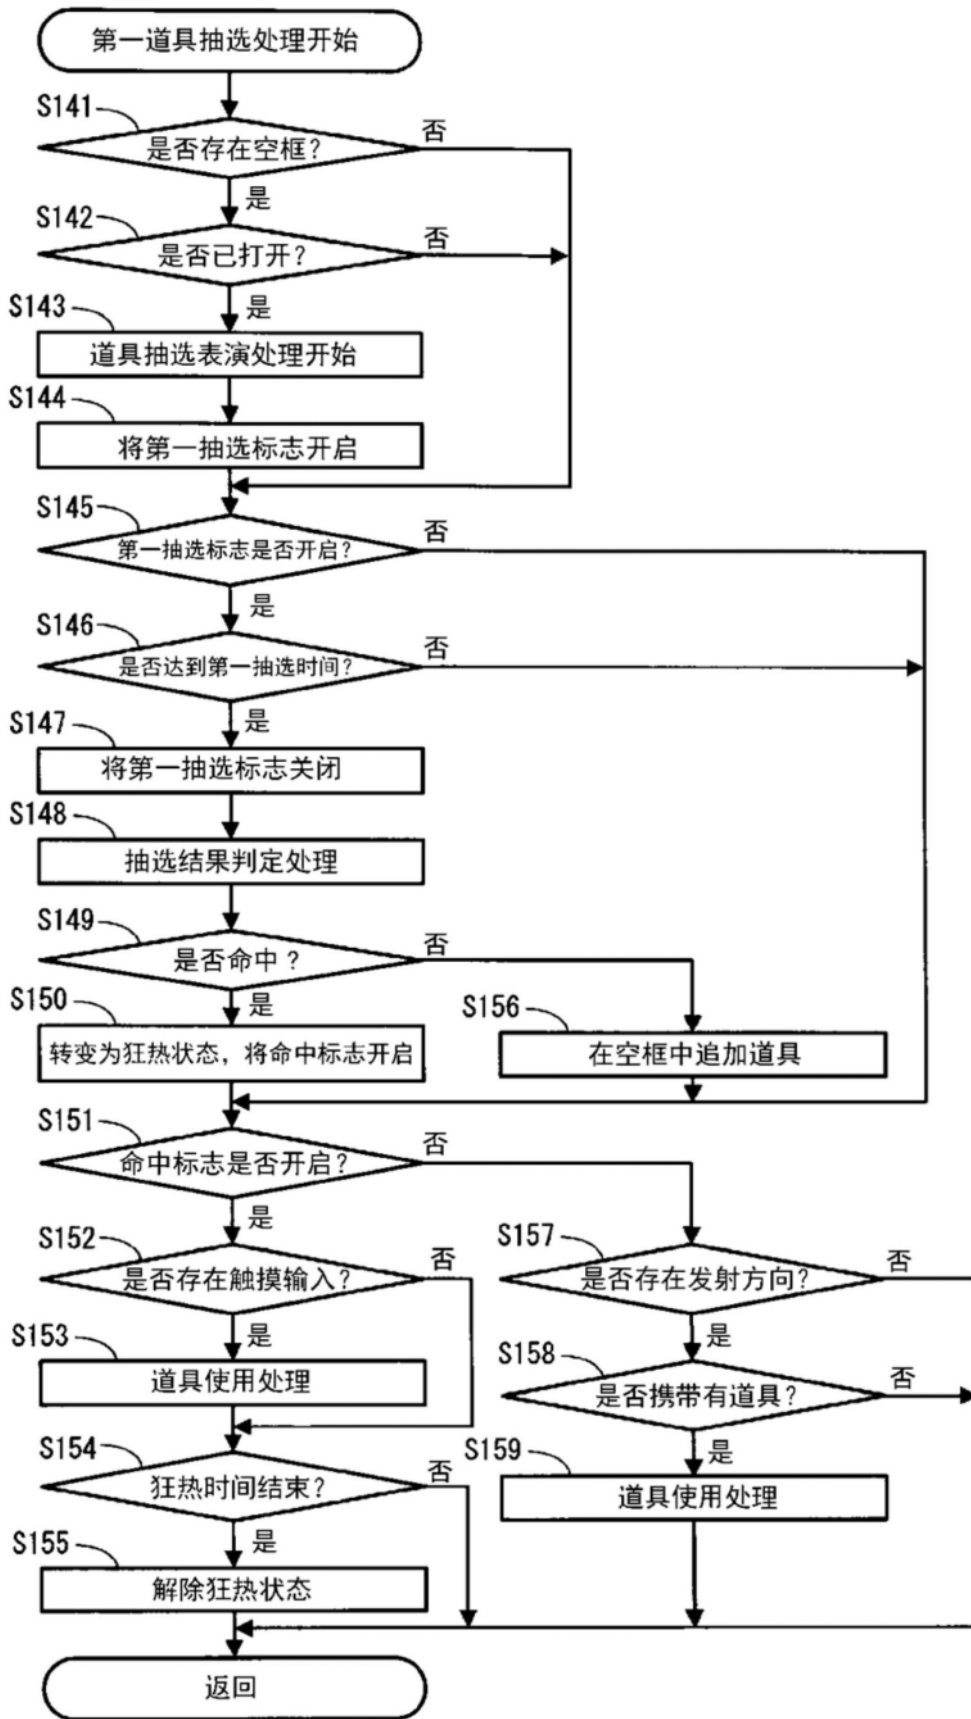 第一道具抽选处理开始
S141
是否存在空框？
否
是
S142
是否已打开？
否
是
S143
道具抽选表演处理开始
S144
将第一抽选标志开启
S145
第一抽选标志是否开启？
否
是
S146
是否达到第一抽选时间？
否
是
S147
将第一抽选标志关闭
S148
抽选结果判定处理
S149
是否命中？
否
是
S150
转变为狂热状态，将命中标志开启
S156
在空框中追加道具
S151
命中标志是否开启？
否
是
S152
是否存在触摸输入？
否
是
S153
道具使用处理
S154
狂热时间结束？
否
是
S155
解除狂热状态
S157
是否存在发射方向？
否
是
S158
是否携带有道具？
否
是
S159
道具使用处理
返回